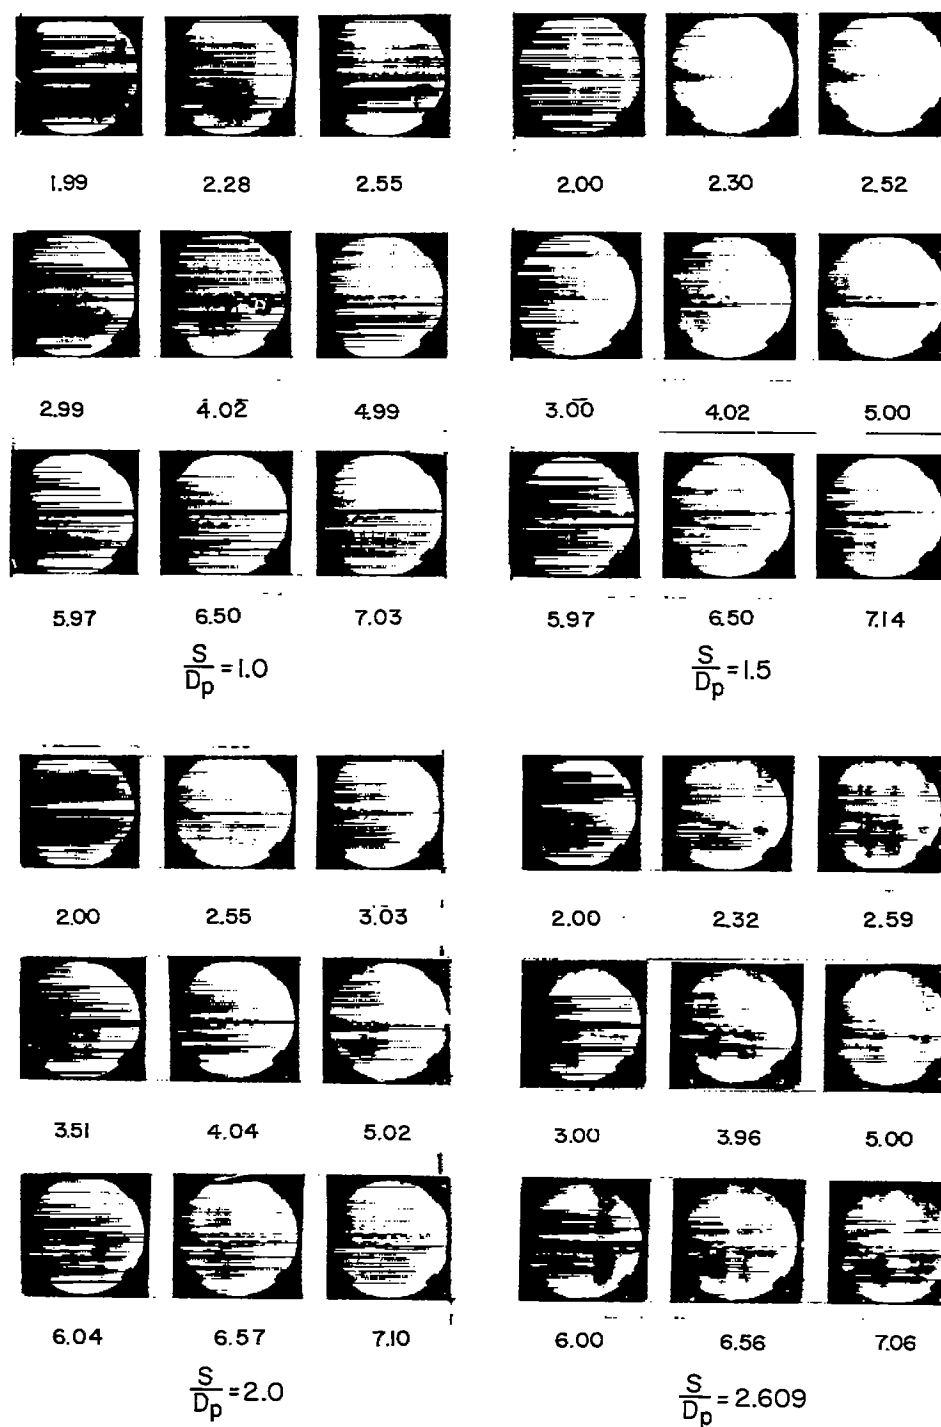 1.99 2.28 2.55
2.99 4.02 4.99
5.97 6.50 7.03
S/Dp = 1.0
2.00 2.30 2.52
3.00 4.02 5.00
5.97 6.50 7.14
S/Dp = 1.5
2.00 2.55 3.03
3.51 4.04 5.02
6.04 6.57 7.10
S/Dp = 2.0
2.00 2.32 2.59
3.00 3.96 5.00
6.00 6.56 7.06
S/Dp = 2.609